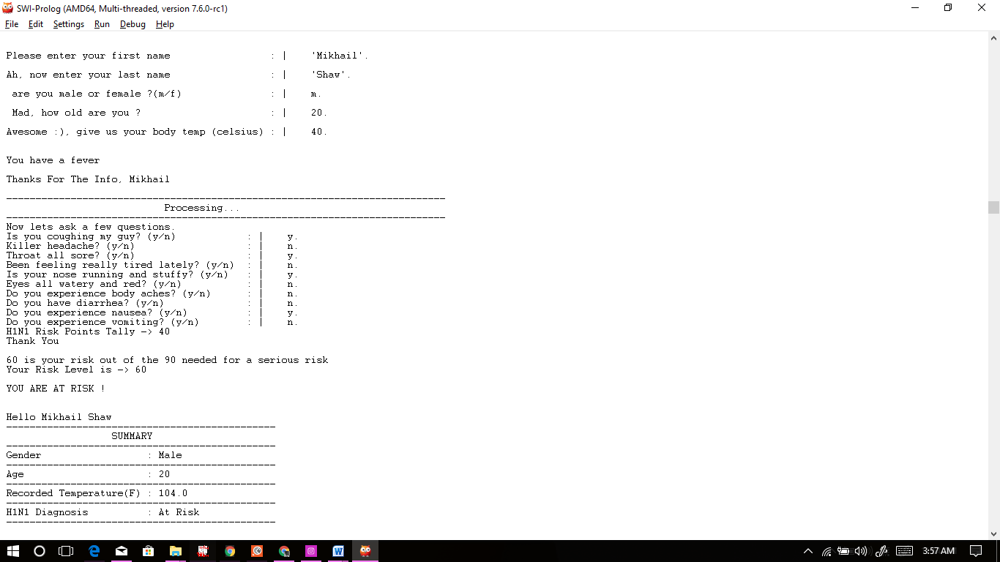 SWI-Prolog (AMD64, Multi-threaded, version 7.6.0-rc1)
File Edit Settings Run Debug Help
Please enter your first name : | 'Mikhail'.
Ah, now enter your last name : | 'Shaw'.
are you male or female ?(m/f) : | m.
Mad, how old are you ? : | 20.
Awesome :), give us your body temp (celsius) : | 40.
You have a fever
Thanks For The Info, Mikhail
---------------------------------------------------------------------------
Processing...
---------------------------------------------------------------------------
Now lets ask a few questions.
Is you coughing my guy? (y/n) : | y.
Killer headache? (y/n) : | n.
Throat all sore? (y/n) : | y.
Been feeling really tired lately? (y/n) : | n.
Is your nose running and stuffy? (y/n) : | y.
Eyes all watery and red? (y/n) : | n.
Do you experience body aches? (y/n) : | n.
Do you have diarrhea? (y/n) : | n.
Do you experience nausea? (y/n) : | y.
Do you experience vomiting? (y/n) : | n.
H1N1 Risk Points Tally -> 40
Thank You
60 is your risk out of the 90 needed for a serious risk
Your Risk Level is -> 60
YOU ARE AT RISK !
Hello Mikhail Shaw
----------------------------------------------
SUMMARY
----------------------------------------------
Gender : Male
----------------------------------------------
Age : 20
----------------------------------------------
Recorded Temperature(F) : 104.0
----------------------------------------------
H1N1 Diagnosis : At Risk
----------------------------------------------
3:57 AM